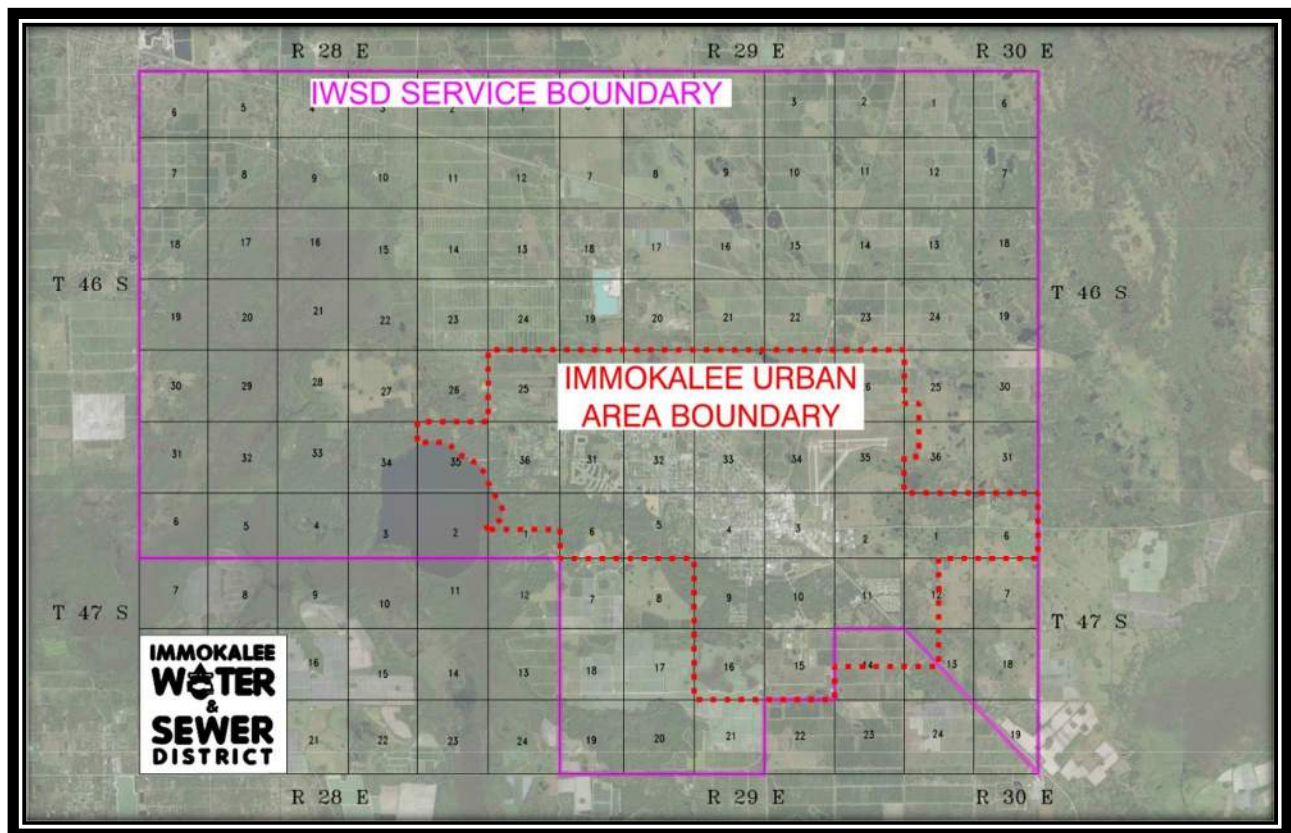 R 28 E R 29 E R 30 E
IWSD SERVICE BOUNDARY
6 5 4 3 2 3 2 1 6
7 8 9 10 11 12 7 8 9 10 11 12 7
18 17 16 15 14 13 18 17 16 15 14 13 18
T 46 S T 46 S
19 20 21 22 23 24 19 20 21 22 23 24 19
30 29 28 27 26 25 6 25 30
IMMOKALEE URBAN
AREA BOUNDARY
31 32 33 34 35 36 31 32 33 34 35 36 31
6 5 4 3 2 1 6 5 4 3 2 1 6
7 8 9 10 11 12 7 8 9 10 11 12 7
T 47 S T 47 S
16 15 14 13 18 17 16 15 14 13 18
21 22 23 24 19 20 21 22 23 24 19
IMMOKALEE
WATER
&
SEWER
DISTRICT
R 28 E R 29 E R 30 E